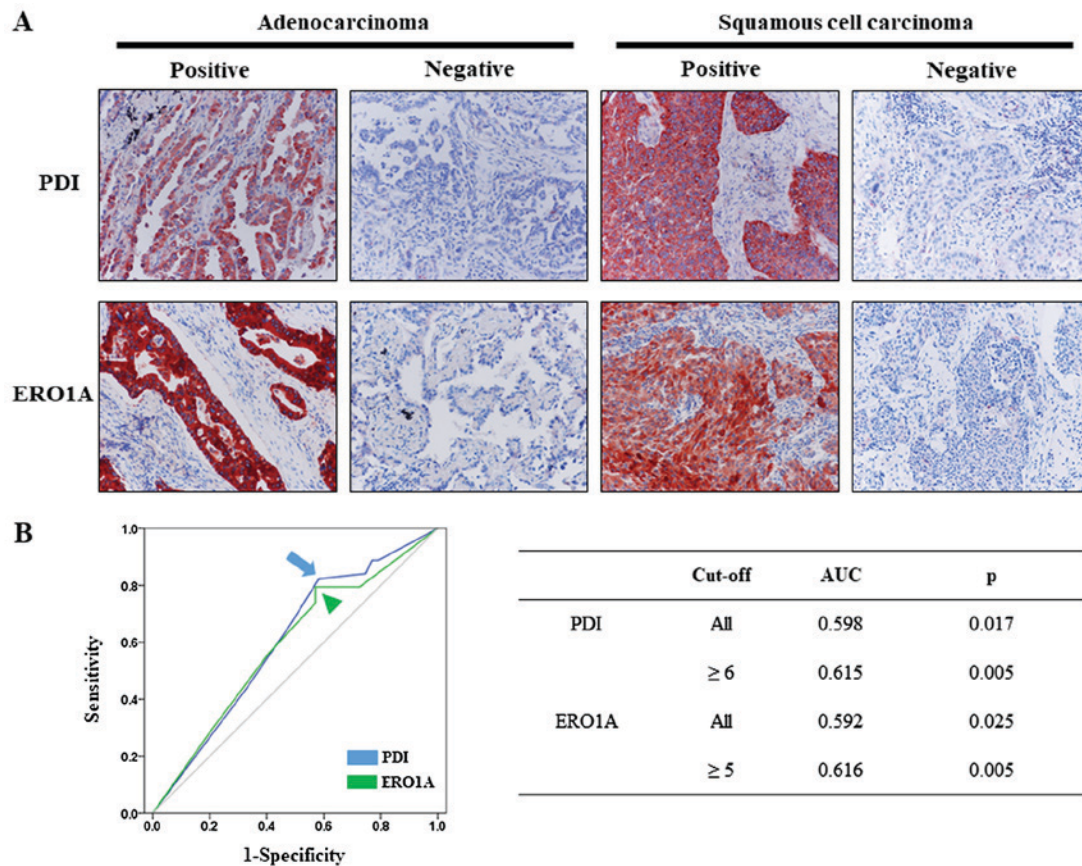 A
Adenocarcinoma Squamous cell carcinoma
Positive Negative Positive Negative
PDI
ERO1A
B
1.0
0.8
0.6
0.4
0.2
0.0
Sensitivity
PDI
ERO1A
0.0 0.2 0.4 0.6 0.8 1.0
1-Specificity
Cut-off AUC p
PDI All 0.598 0.017
≥ 6 0.615 0.005
ERO1A All 0.592 0.025
≥ 5 0.616 0.005